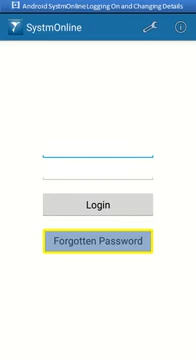 Android SystmOnline Logging On and Changing Details
SystmOnline
Login
Forgotten Password